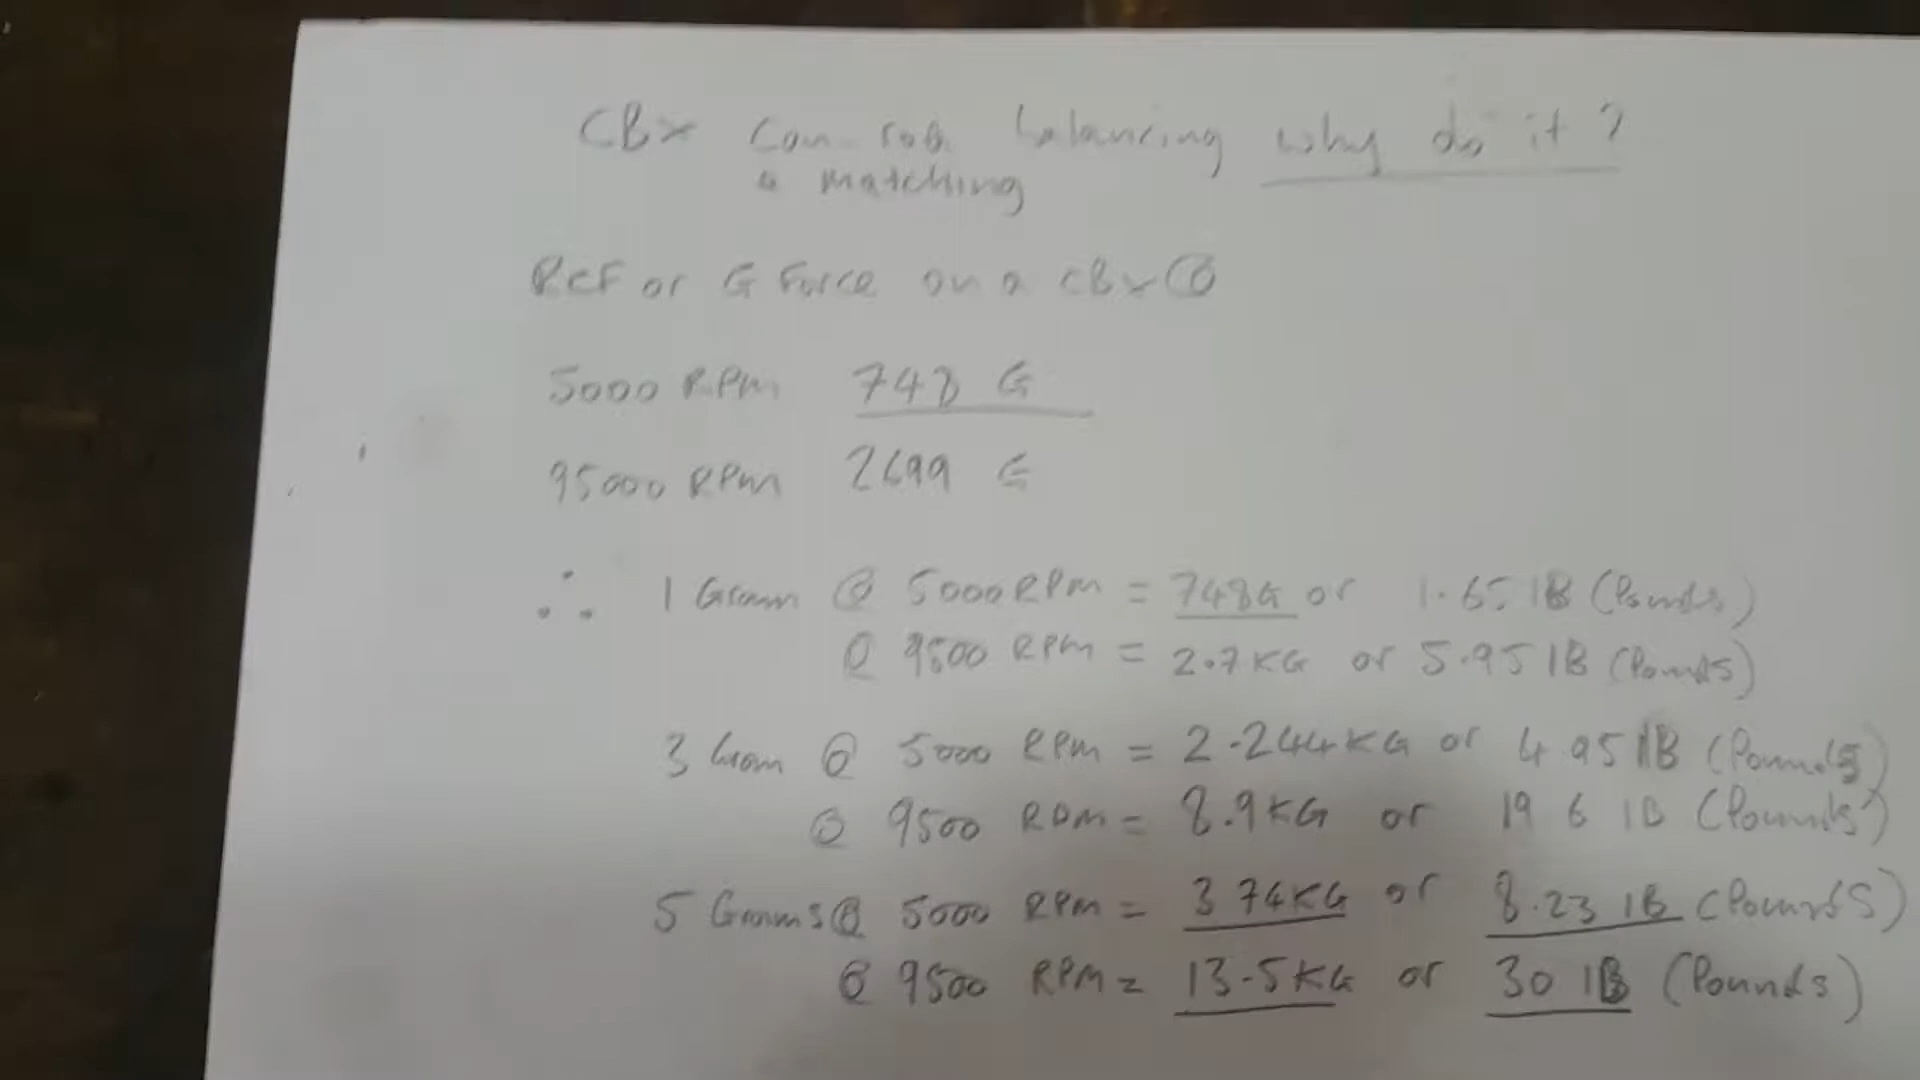 CBX Con-rod balancing why do it?
& matching
RCF or G Force on a CBX 6
5000 RPM 748 G
95000 RPM 2699 G
∴ 1 Gram @ 5000 RPM = 748G or 1.65 lB (Pounds)
@ 9500 RPM = 2.7 KG or 5.95 lB (Pounds)
3 Gram @ 5000 RPM = 2.244 KG or 4 95 lB (Pounds)
@ 9500 RPM = 8.9 KG or 19 6 lB (Pounds)
5 Grams @ 5000 RPM = 3 74 KG or 8.23 lB (Pounds)
@ 9500 RPM = 13.5 KG or 30 lB (Pounds)